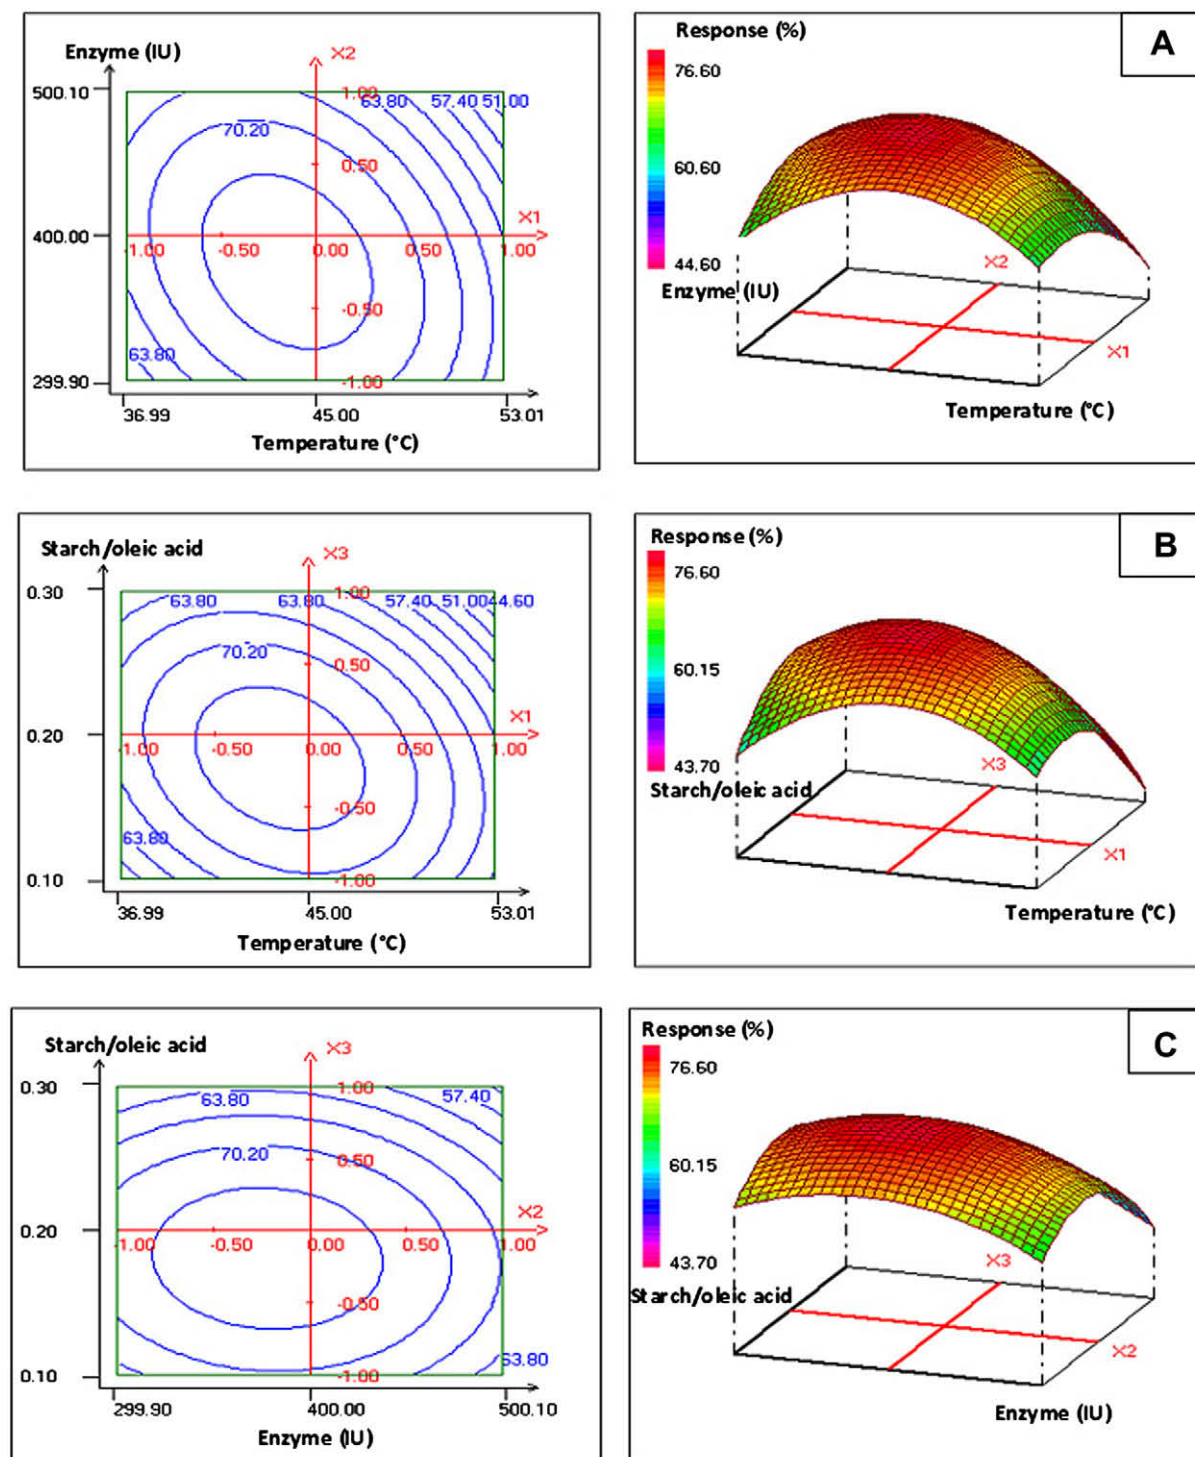 Enzyme (IU)
X2
500.10
1.00
63.80
57.40
51.00
70.20
0.50
X1
400.00
-1.00
-0.50
0.00
0.50
1.00
-0.50
63.80
299.90
-1.00
36.99
45.00
53.01
Temperature (°C)
Response (%)
A
76.60
60.60
44.60
X2
Enzyme (IU)
X1
Temperature (°C)
Starch/oleic acid
X3
0.30
1.00
63.80
63.80
57.40
51.00
44.60
70.20
0.50
X1
0.20
-1.00
-0.50
0.00
0.50
1.00
-0.50
63.80
0.10
-1.00
36.99
45.00
53.01
Temperature (°C)
Response (%)
B
76.60
60.15
43.70
X3
Starch/oleic acid
X1
Temperature (°C)
Starch/oleic acid
X3
0.30
1.00
63.80
57.40
70.20
0.50
X2
0.20
-1.00
-0.50
0.00
0.50
1.00
-0.50
63.80
0.10
-1.00
299.90
400.00
500.10
Enzyme (IU)
Response (%)
C
76.60
60.15
43.70
X3
Starch/oleic acid
X2
Enzyme (IU)